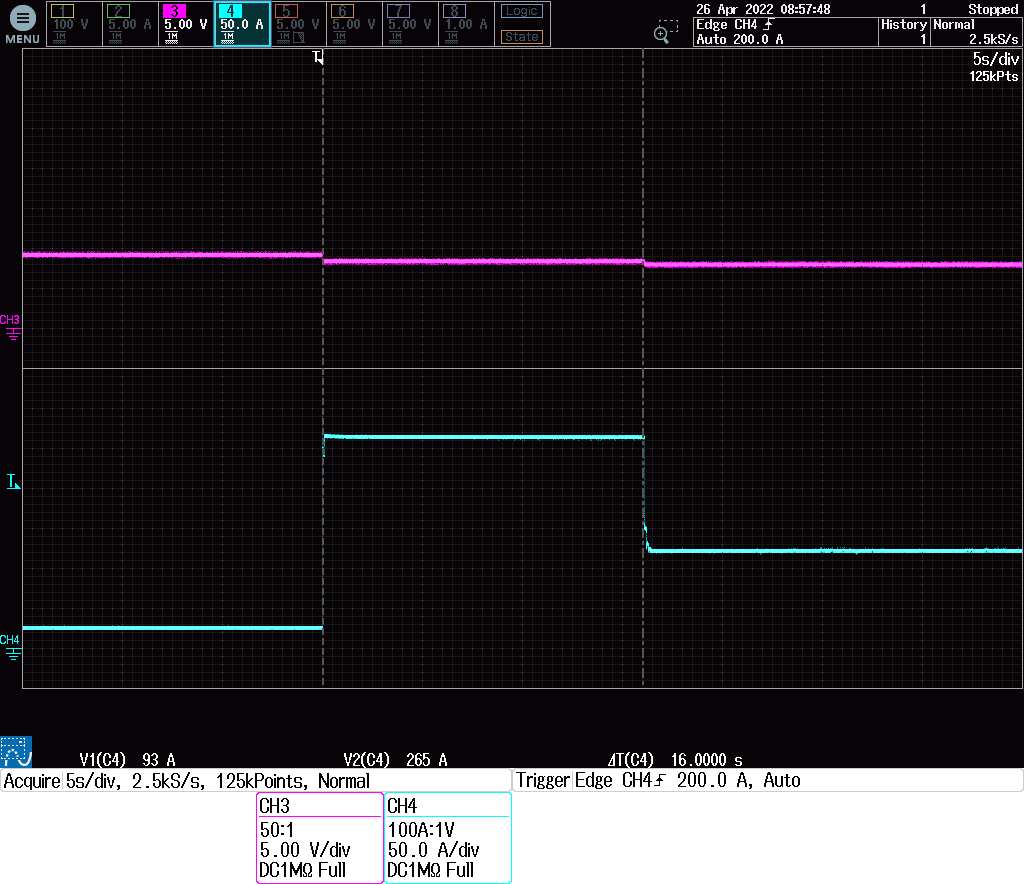 MENU
1 2 3 4 5 6 7 8 Logic
100 V 5.00 A 5.00 V 50.0 A 5.00 V 5.00 V 5.00 V 1.00 A
1M 1M 1M 1M 1M 1M 1M 1M State
26 Apr 2022 08:57:48 1 Stopped
Edge CH4 History Normal
Auto 200.0 A 1 2.5kS/s
5s/div
125kPts
T
CH3
T
CH4
V1(C4) 93 A V2(C4) 265 A ΔT(C4) 16.0000 s
Acquire 5s/div, 2.5kS/s, 125kPoints, Normal Trigger Edge CH4 200.0 A, Auto
CH3 CH4
50:1 100A:1V
5.00 V/div 50.0 A/div
DC1MΩ Full DC1MΩ Full